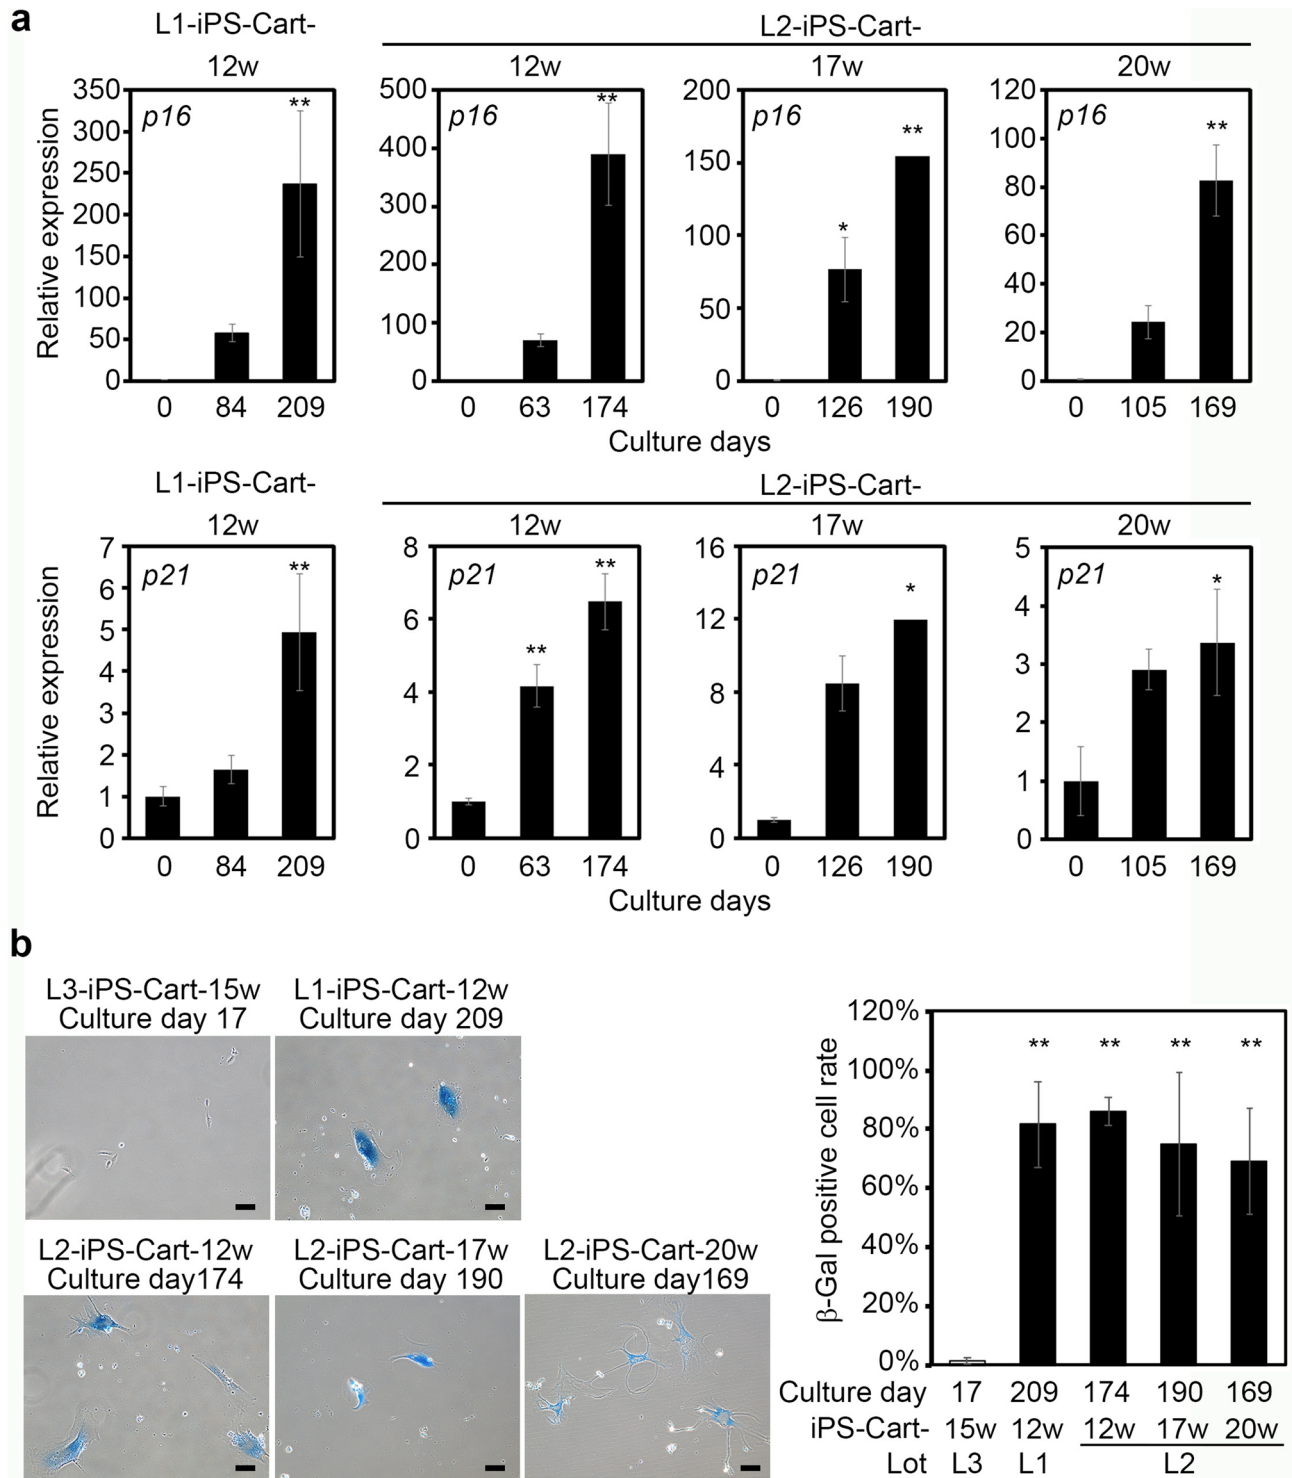 a
L1-iPS-Cart-
L2-iPS-Cart-
12w
12w
17w
20w
Relative expression
350
300
250
200
150
100
50
0
p16
**
0 84 209
500
400
300
200
100
0
p16
**
0 63 174
200
150
100
50
0
p16
*
**
0 126 190
120
100
80
60
40
20
0
p16
**
0 105 169
Culture days
L1-iPS-Cart-
L2-iPS-Cart-
12w
12w
17w
20w
Relative expression
7
6
5
4
3
2
1
0
p21
**
0 84 209
8
6
4
2
0
p21
**
**
0 63 174
16
12
8
4
0
p21
*
0 126 190
5
4
3
2
1
0
p21
*
0 105 169
Culture days
b
L3-iPS-Cart-15w
Culture day 17
L1-iPS-Cart-12w
Culture day 209
L2-iPS-Cart-12w
Culture day174
L2-iPS-Cart-17w
Culture day 190
L2-iPS-Cart-20w
Culture day169
β-Gal positive cell rate
120%
100%
80%
60%
40%
20%
0%
** ** ** **
Culture day 17 209 174 190 169
iPS-Cart- 15w 12w 12w 17w 20w
Lot L3 L1 L2